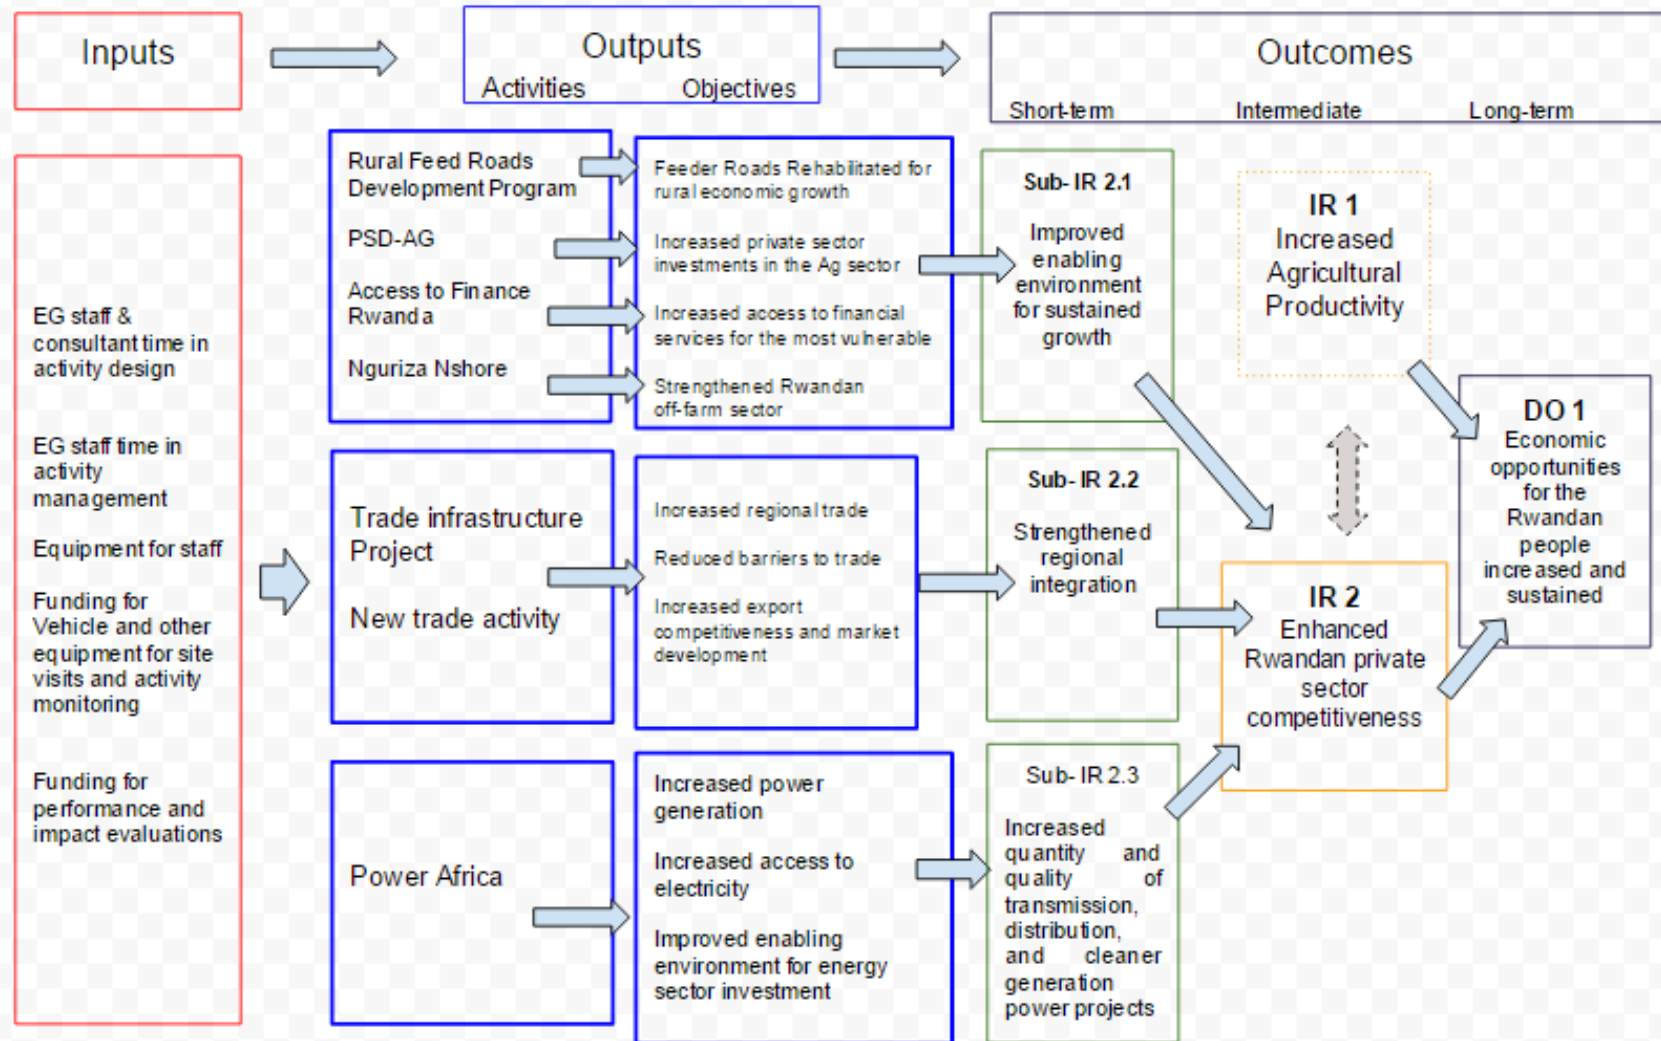 Inputs
Outputs
Activities
Objectives
Outcomes
Short-term
Intermediate
Long-term
EG staff &
consultant time in
activity design
EG staff time in
activity
management
Equipment for staff
Funding for
Vehicle and other
equipment for site
visits and activity
monitoring
Funding for
performance and
impact evaluations
Rural Feed Roads
Development Program
PSD-AG
Access to Finance
Rwanda
Nguriza Nshore
Feeder Roads Rehabilitated for
rural economic growth
Increased private sector
investments in the Ag sector
Increased access to financial
services for the most vulnerable
Strengthened Rwandan
off-farm sector
Sub- IR 2.1
Improved
enabling
environment
for sustained
growth
IR 1
Increased
Agricultural
Productivity
DO 1
Economic
opportunities
for the
Rwandan
people
increased and
sustained
Trade infrastructure
Project
New trade activity
Increased regional trade
Reduced barriers to trade
Increased export
competitiveness and market
development
Sub- IR 2.2
Strengthened
regional
integration
IR 2
Enhanced
Rwandan private
sector
competitiveness
Power Africa
Increased power
generation
Increased access to
electricity
Improved enabling
environment for energy
sector investment
Sub- IR 2.3
Increased
quantity and
quality of
transmission,
distribution,
and cleaner
generation
power projects